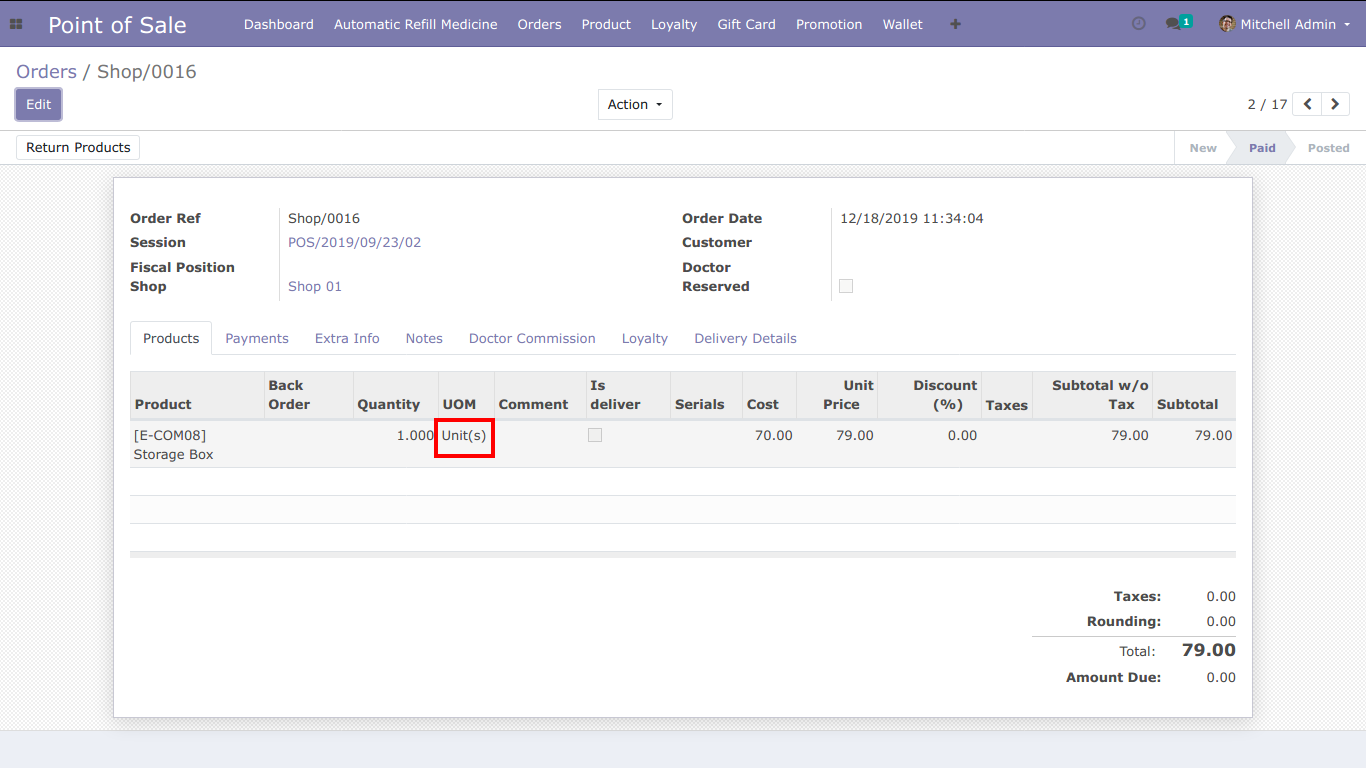 Point of Sale Dashboard Automatic Refill Medicine Orders Product Loyalty Gift Card Promotion Wallet 1 Mitchell Admin
Orders / Shop/0016
Edit Action 2 / 17
Return Products New Paid Posted
Order Ref Shop/0016 Order Date 12/18/2019 11:34:04
Session POS/2019/09/23/02 Customer
Fiscal Position Doctor
Shop Shop 01 Reserved
Products Payments Extra Info Notes Doctor Commission Loyalty Delivery Details
Product Back Order Quantity UOM Comment Is deliver Serials Cost Unit Price Discount (%) Taxes Subtotal w/o Tax Subtotal
[E-COM08] Storage Box 1.000 Unit(s) 70.00 79.00 0.00 79.00 79.00
Taxes: 0.00
Rounding: 0.00
Total: 79.00
Amount Due: 0.00